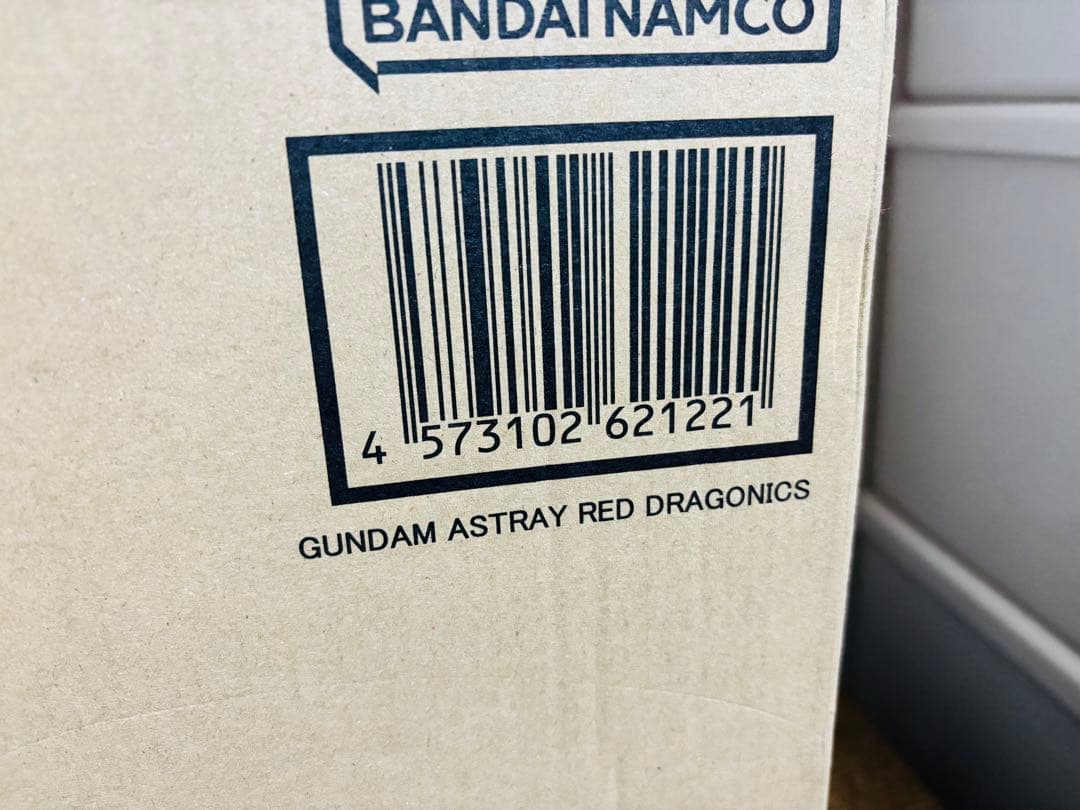 BANDAI NAMCO
4 573102 621221
GUNDAM ASTRAY RED DRAGONICS